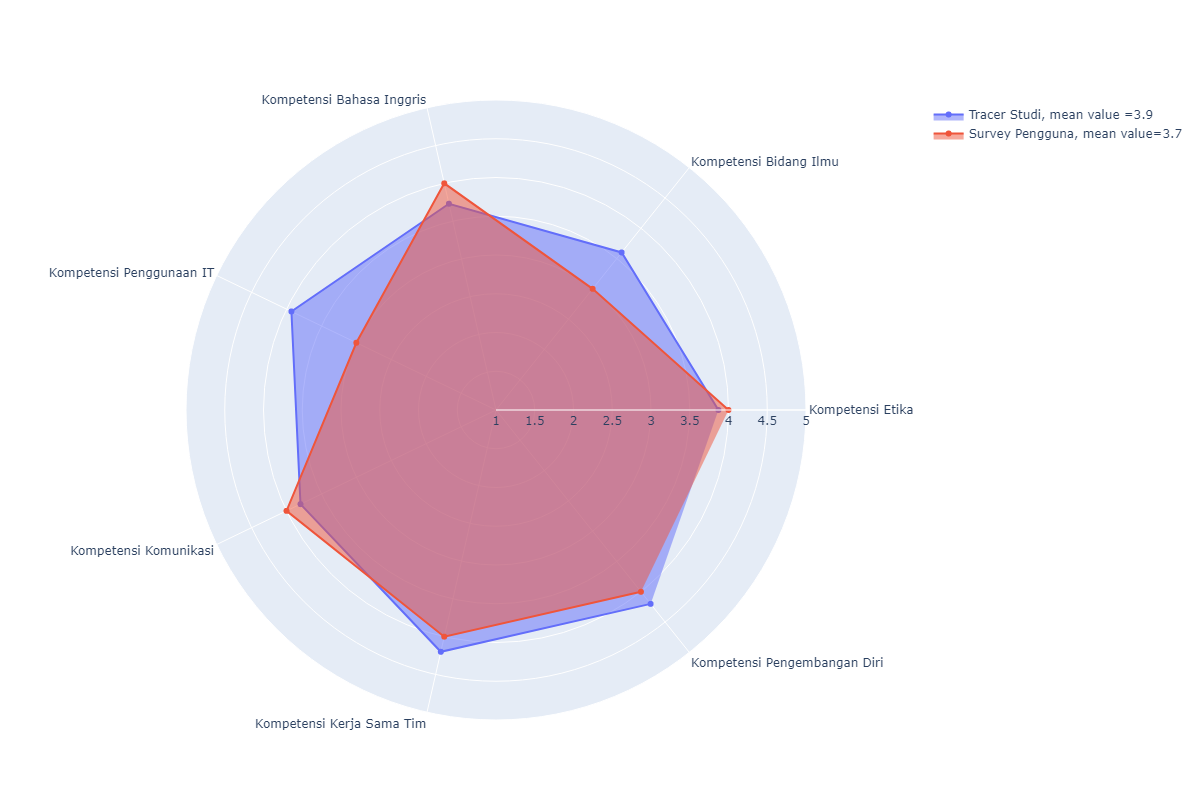 Kompetensi Bahasa Inggris
Tracer Studi, mean value =3.9
Survey Pengguna, mean value=3.7
Kompetensi Bidang Ilmu
Kompetensi Penggunaan IT
Kompetensi Etika
1 1.5 2 2.5 3 3.5 4 4.5 5
Kompetensi Komunikasi
Kompetensi Pengembangan Diri
Kompetensi Kerja Sama Tim